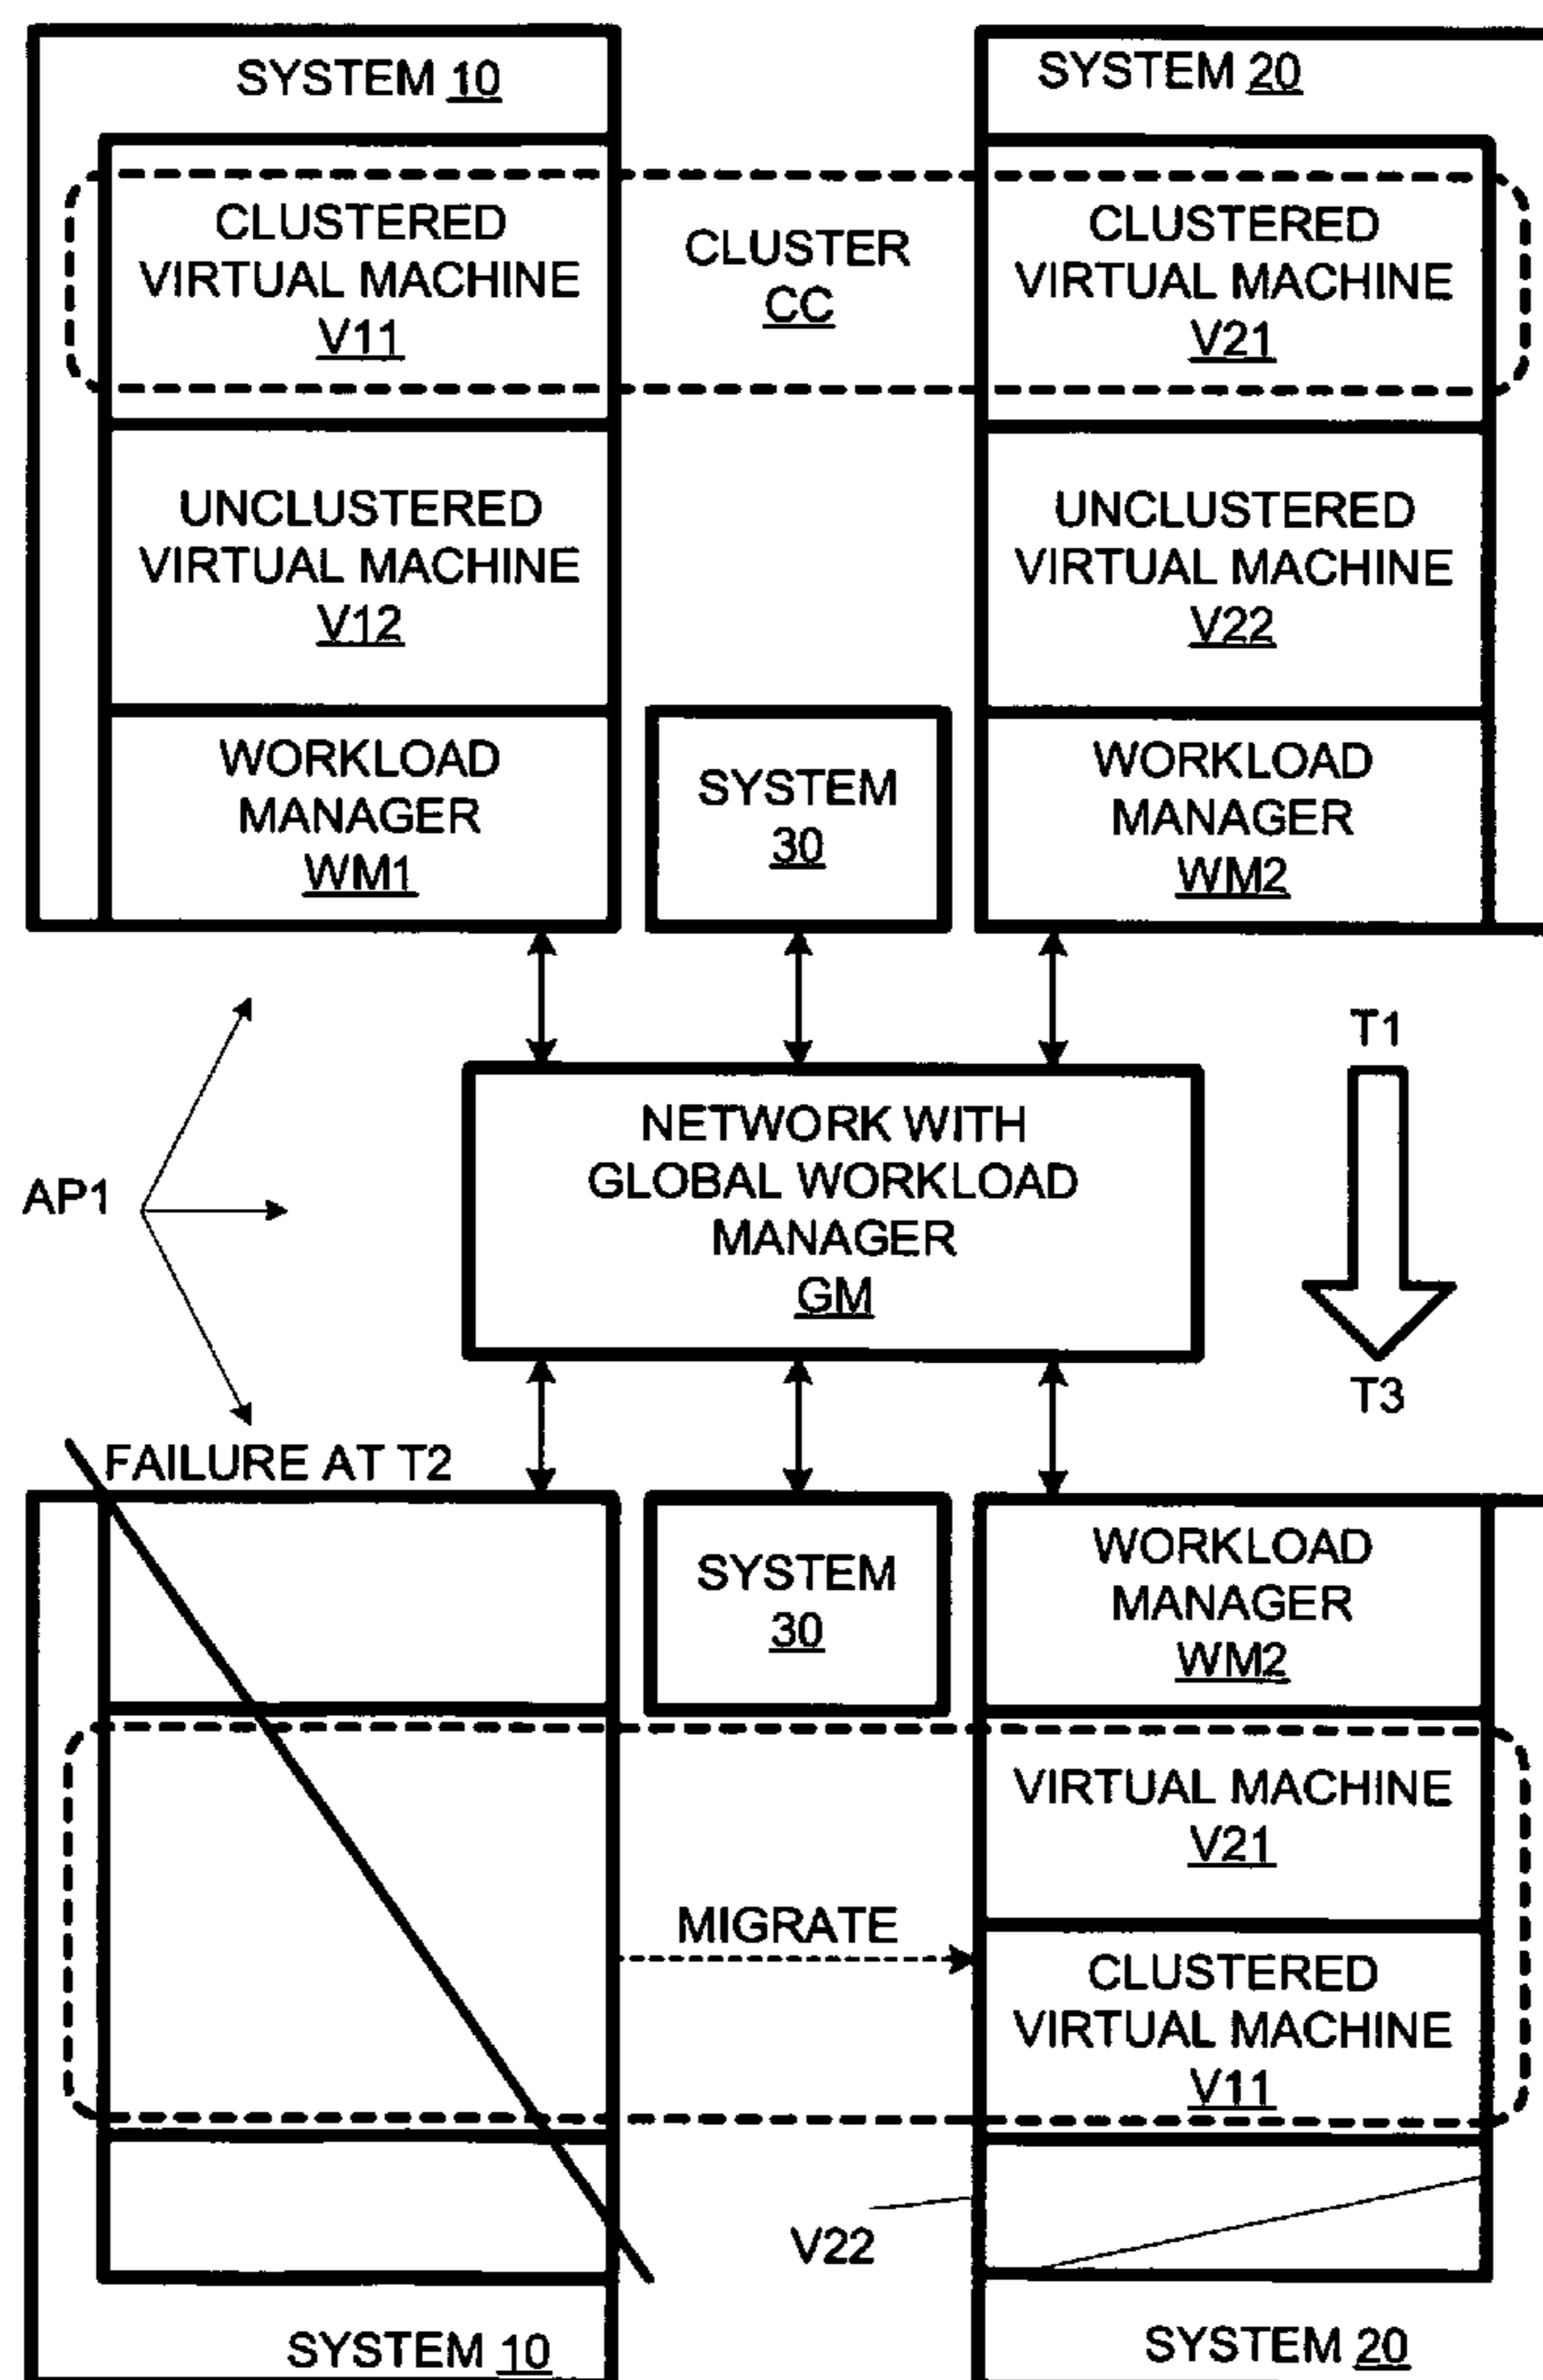 SYSTEM 10
SYSTEM 20
CLUSTERED
VIRTUAL MACHINE
V11
CLUSTER
CC
CLUSTERED
VIRTUAL MACHINE
V21
UNCLUSTERED
VIRTUAL MACHINE
V12
UNCLUSTERED
VIRTUAL MACHINE
V22
WORKLOAD
MANAGER
WM1
SYSTEM
30
WORKLOAD
MANAGER
WM2
T1
NETWORK WITH
GLOBAL WORKLOAD
MANAGER
GM
AP1
T3
FAILURE AT T2
SYSTEM
30
WORKLOAD
MANAGER
WM2
VIRTUAL MACHINE
V21
MIGRATE
CLUSTERED
VIRTUAL MACHINE
V11
V22
SYSTEM 10
SYSTEM 20